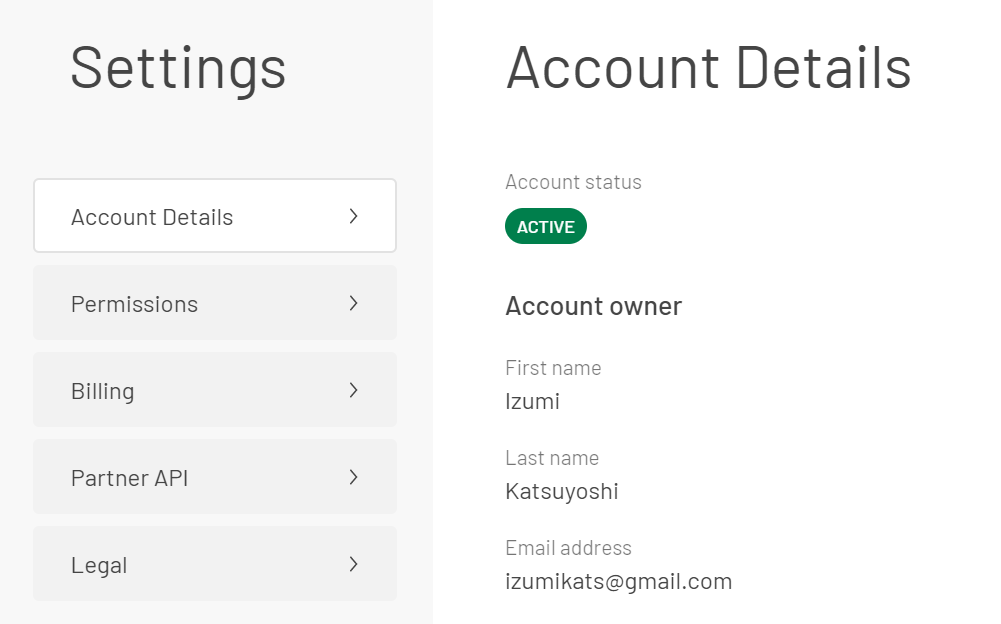 Settings
Account Details
Permissions
Billing
Partner API
Legal
Account Details
Account status
ACTIVE
Account owner
First name
Izumi
Last name
Katsuyoshi
Email address
izumikats@gmail.com